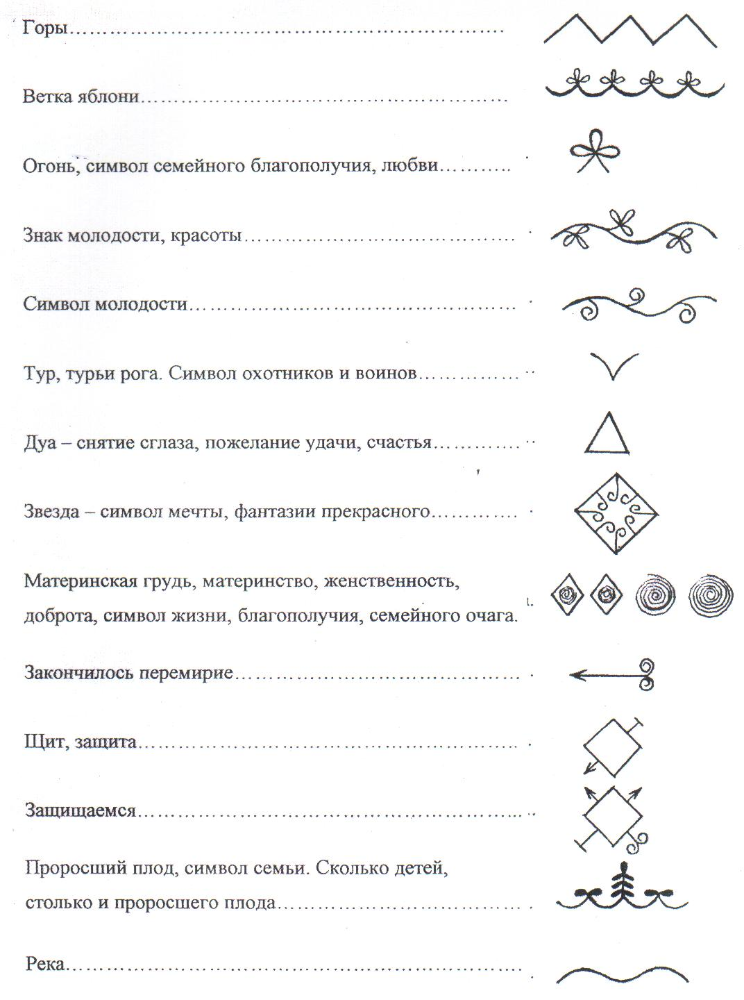 Горы…………………………………………………………
Ветка яблони………………………………………………
Огонь, символ семейного благополучия, любви………..
Знак молодости, красоты…………………………………
Символ молодости…………………………………………
Тур, турьи рога. Символ охотников и воинов……………
Дуа – снятие сглаза, пожелание удачи, счастья………….
Звезда – символ мечты, фантазии прекрасного………….
Материнская грудь, материнство, женственность,
доброта, символ жизни, благополучия, семейного очага.
Закончилось перемирие……………………………………
Щит, защита…………………………………………………
Защищаемся…………………………………………………
Проросший плод, символ семьи. Сколько детей,
столько и проросшего плода………………………………
Река……………………………………………………………